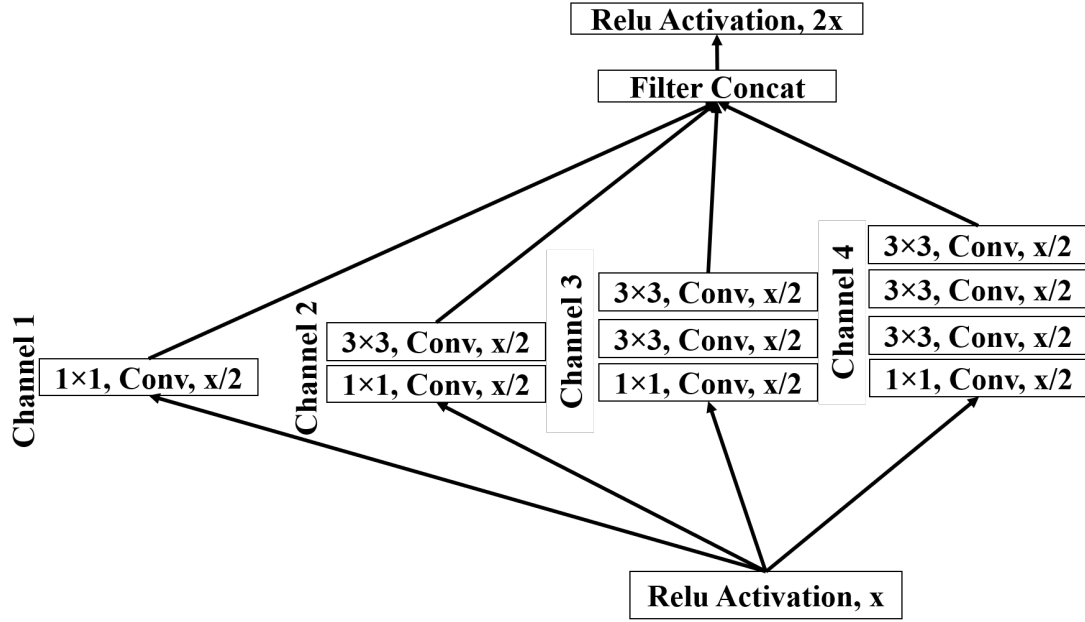 Relu Activation, 2x
Filter Concat
Channel 1
1×1, Conv, x/2
Channel 2
3×3, Conv, x/2
1×1, Conv, x/2
Channel 3
3×3, Conv, x/2
3×3, Conv, x/2
1×1, Conv, x/2
Channel 4
3×3, Conv, x/2
3×3, Conv, x/2
3×3, Conv, x/2
1×1, Conv, x/2
Relu Activation, x